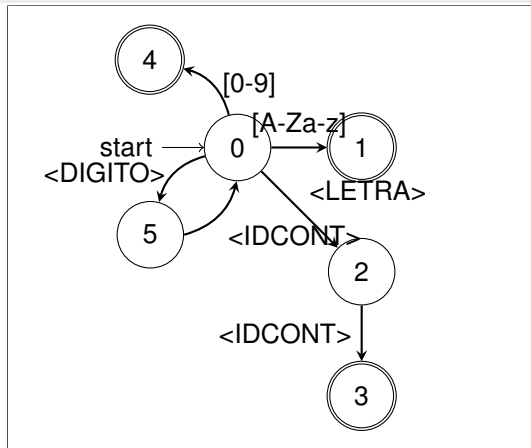 4
[0-9]
[A-Za-z]
start
0
1
<DIGITO>
<LETRA>
5
<IDCONT>
2
<IDCONT>
3